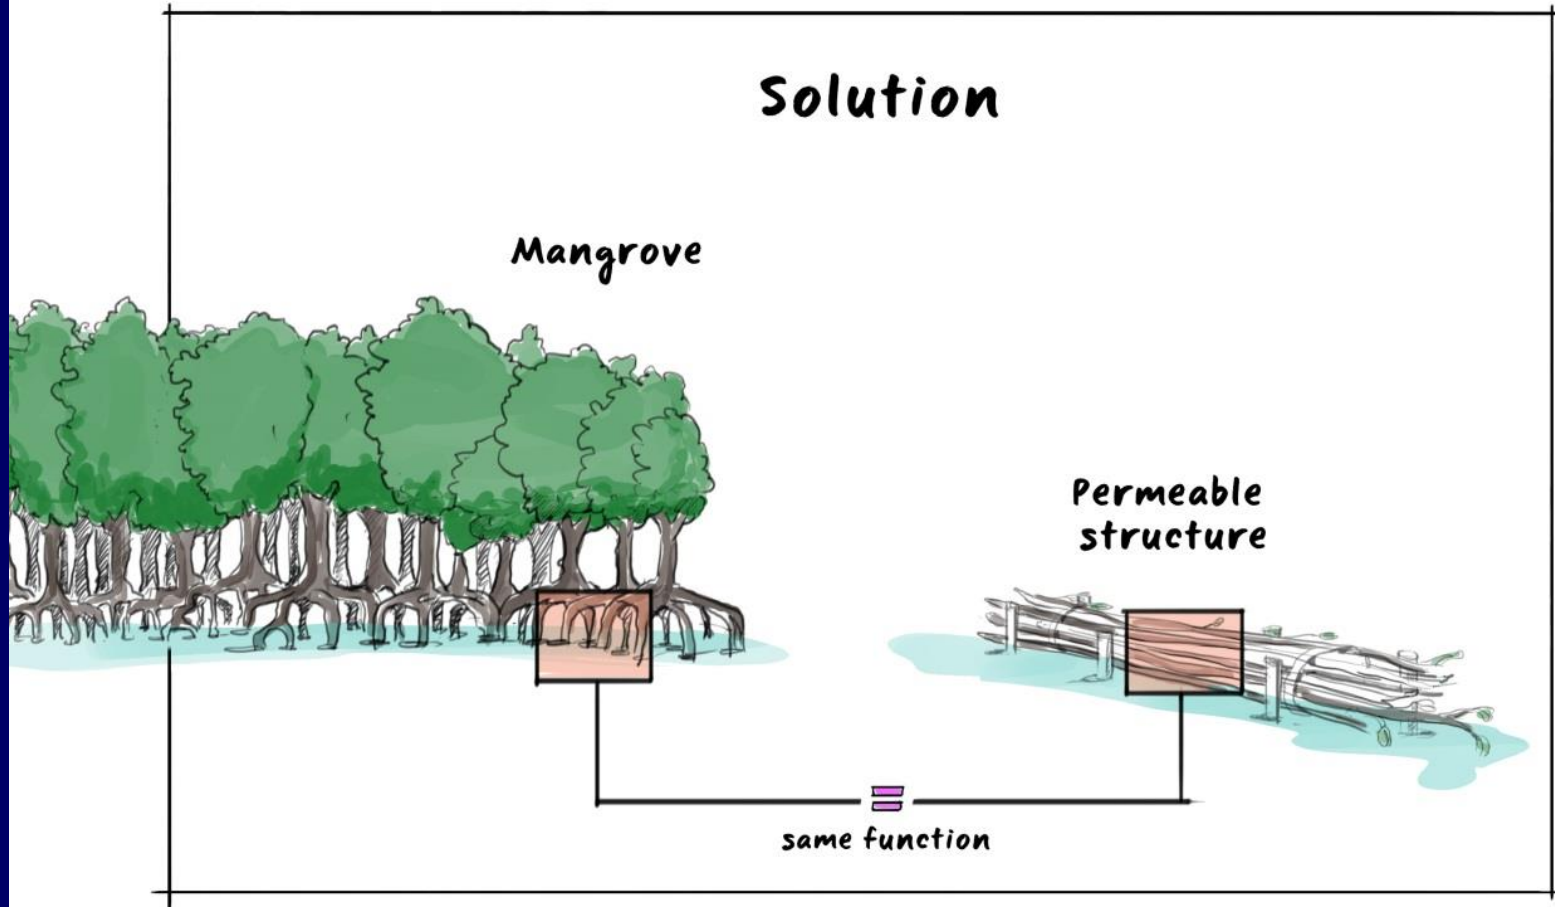 Solution
Mangrove
Permeable
structure
same function